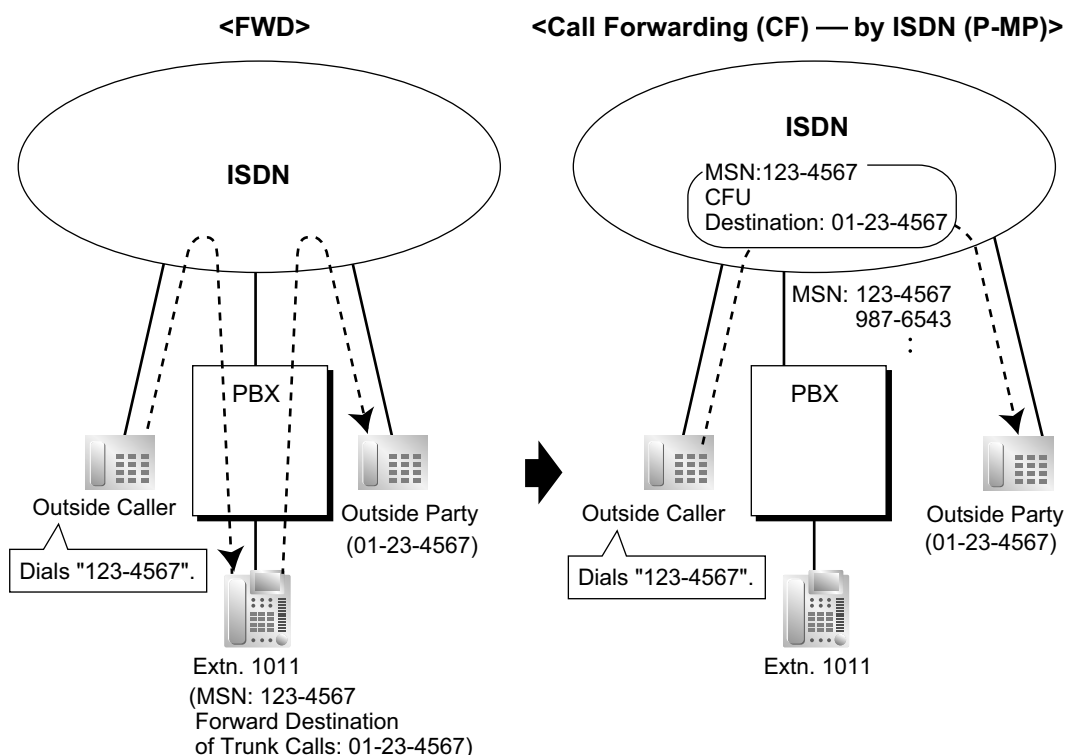 <FWD>
ISDN
PBX
Outside Caller
Dials "123-4567".
Outside Party
(01-23-4567)
Extn. 1011
(MSN: 123-4567
Forward Destination
of Trunk Calls: 01-23-4567)
<Call Forwarding (CF) — by ISDN (P-MP)>
ISDN
MSN:123-4567
CFU
Destination: 01-23-4567
MSN: 123-4567
987-6543
:
PBX
Outside Caller
Dials "123-4567".
Outside Party
(01-23-4567)
Extn. 1011